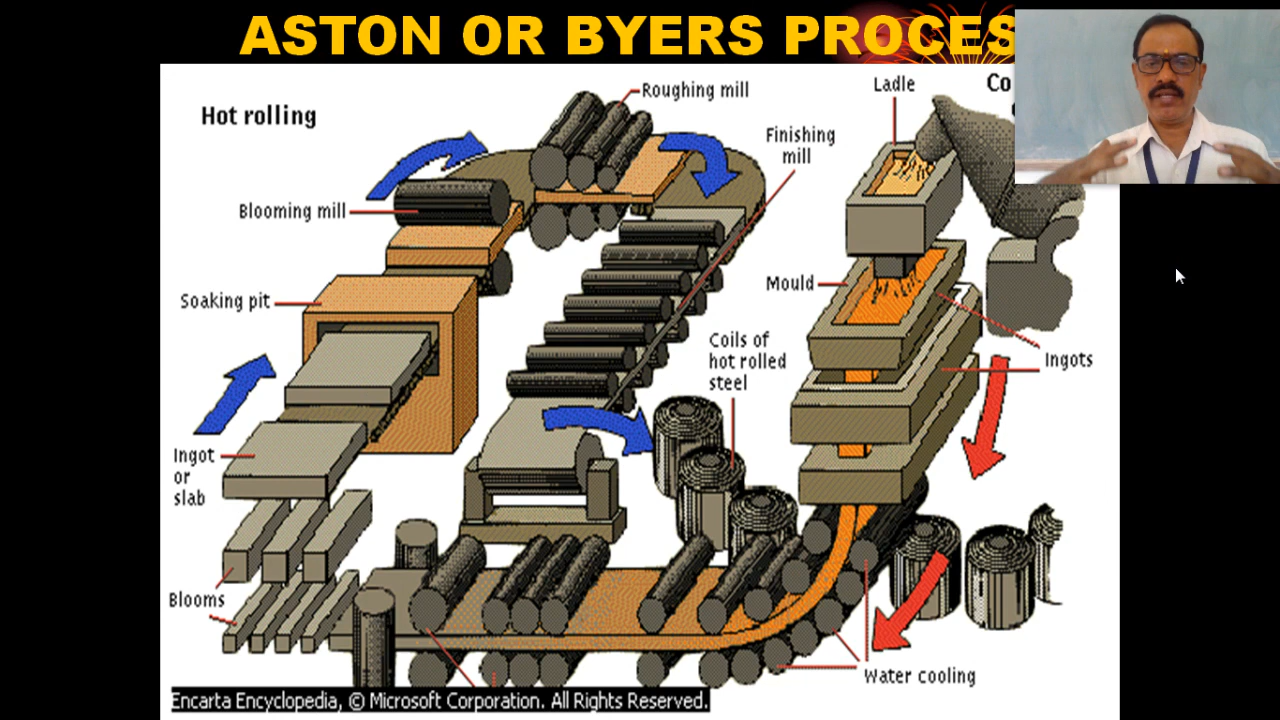 ASTON OR BYERS PROCES
Hot rolling
Roughing mill
Ladle
Co
Finishing
mill
Blooming mill
Soaking pit
Mould
Coils of
hot rolled
steel
Ingots
Ingot
or
slab
Blooms
Water cooling
Encarta Encyclopedia, © Microsoft Corporation. All Rights Reserved.